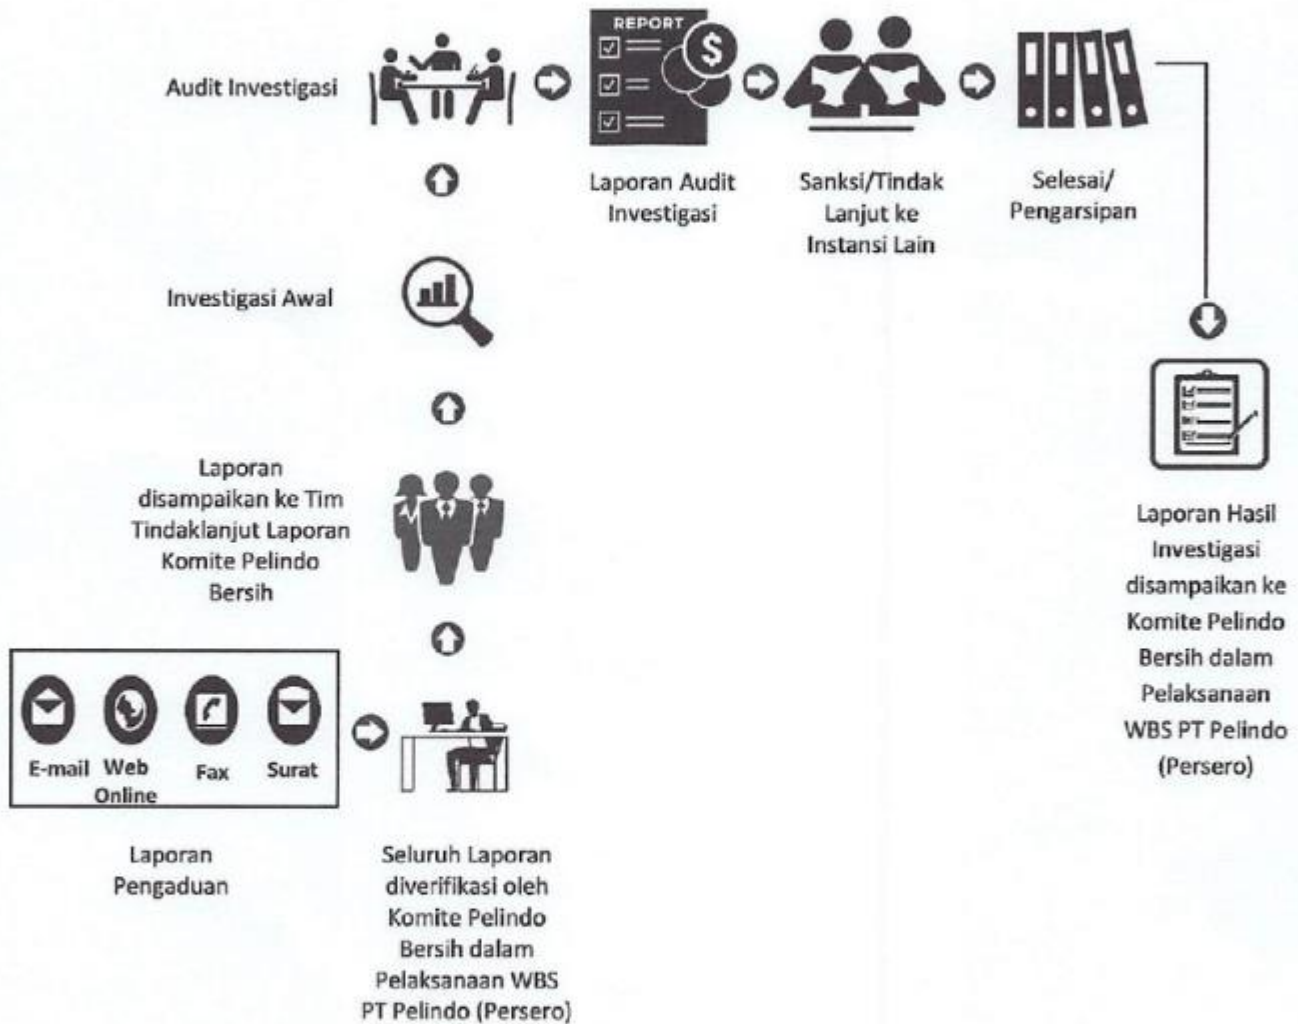 REPORT
$
Audit Investigasi
Laporan Audit
Investigasi
Sanksi/Tindak
Lanjut ke
Instansi Lain
Selesai/
Pengarsipan
Investigasi Awal
Laporan
disampaikan ke Tim
Tindaklanjut Laporan
Komite Pelindo
Bersih
Laporan Hasil
Investigasi
disampaikan ke
Komite Pelindo
Bersih dalam
Pelaksanaan
WBS PT Pelindo
(Persero)
E-mail
Web
Online
Fax
Surat
Laporan
Pengaduan
Seluruh Laporan
diverifikasi oleh
Komite Pelindo
Bersih dalam
Pelaksanaan WBS
PT Pelindo (Persero)